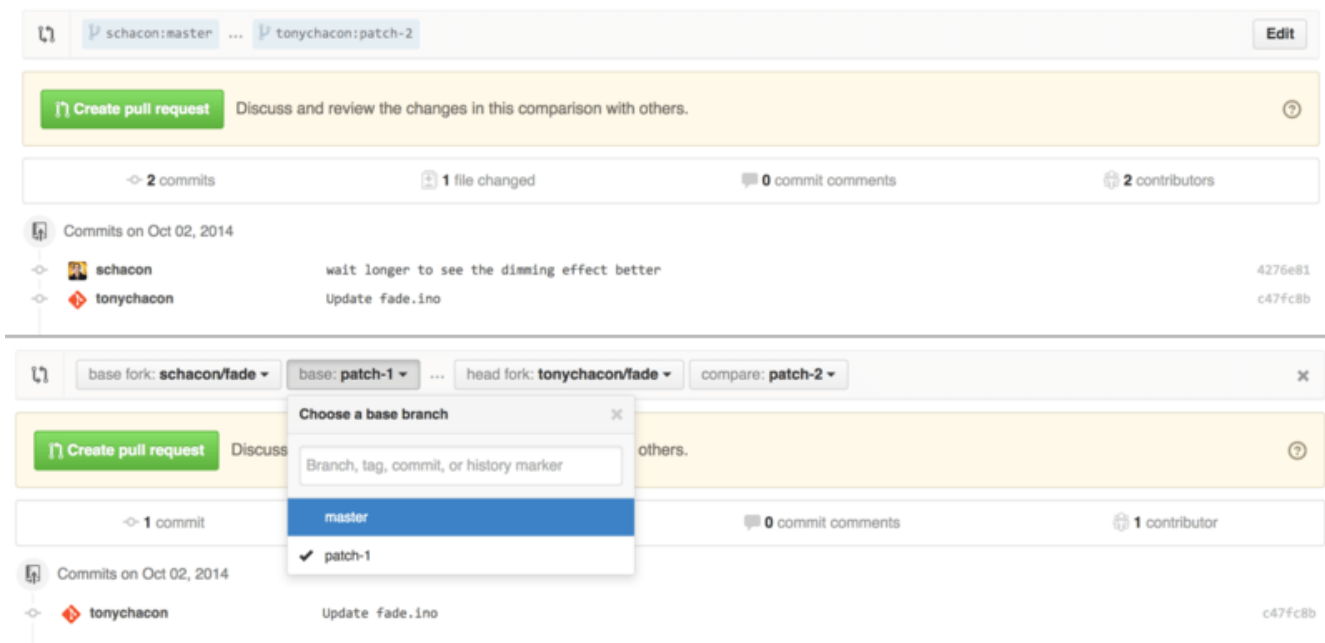 schacon:master ... tonychacon:patch-2 Edit
Create pull request Discuss and review the changes in this comparison with others.
2 commits 1 file changed 0 commit comments 2 contributors
Commits on Oct 02, 2014
schacon wait longer to see the dimming effect better 4276e81
tonychacon Update fade.ino c47fc8b
base fork: schacon/fade base: patch-1 ... head fork: tonychacon/fade compare: patch-2
Choose a base branch
Create pull request Discuss others.
Branch, tag, commit, or history marker
master
1 commit 0 commit comments 1 contributor
patch-1
Commits on Oct 02, 2014
tonychacon Update fade.ino c47fc8b